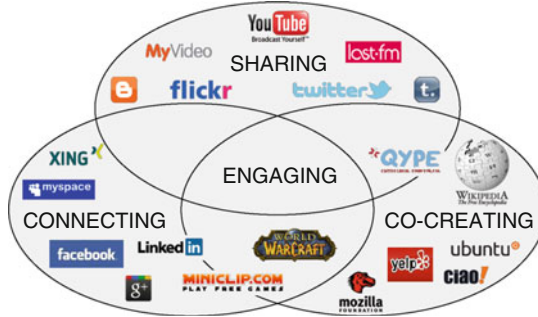 YouTube
Broadcast Yourself™
MyVideo
last·fm
SHARING
flickr
twitter
t.
XING
QYPE
myspace
WIKIPEDIA
The Free Encyclopedia
ENGAGING
CONNECTING
CO-CREATING
facebook
LinkedIn
WORLD
OF
WARCRAFT
yelp
ubuntu
ciao!
g+
MINICLIP.COM
PLAY FREE GAMES
mozilla
FOUNDATION